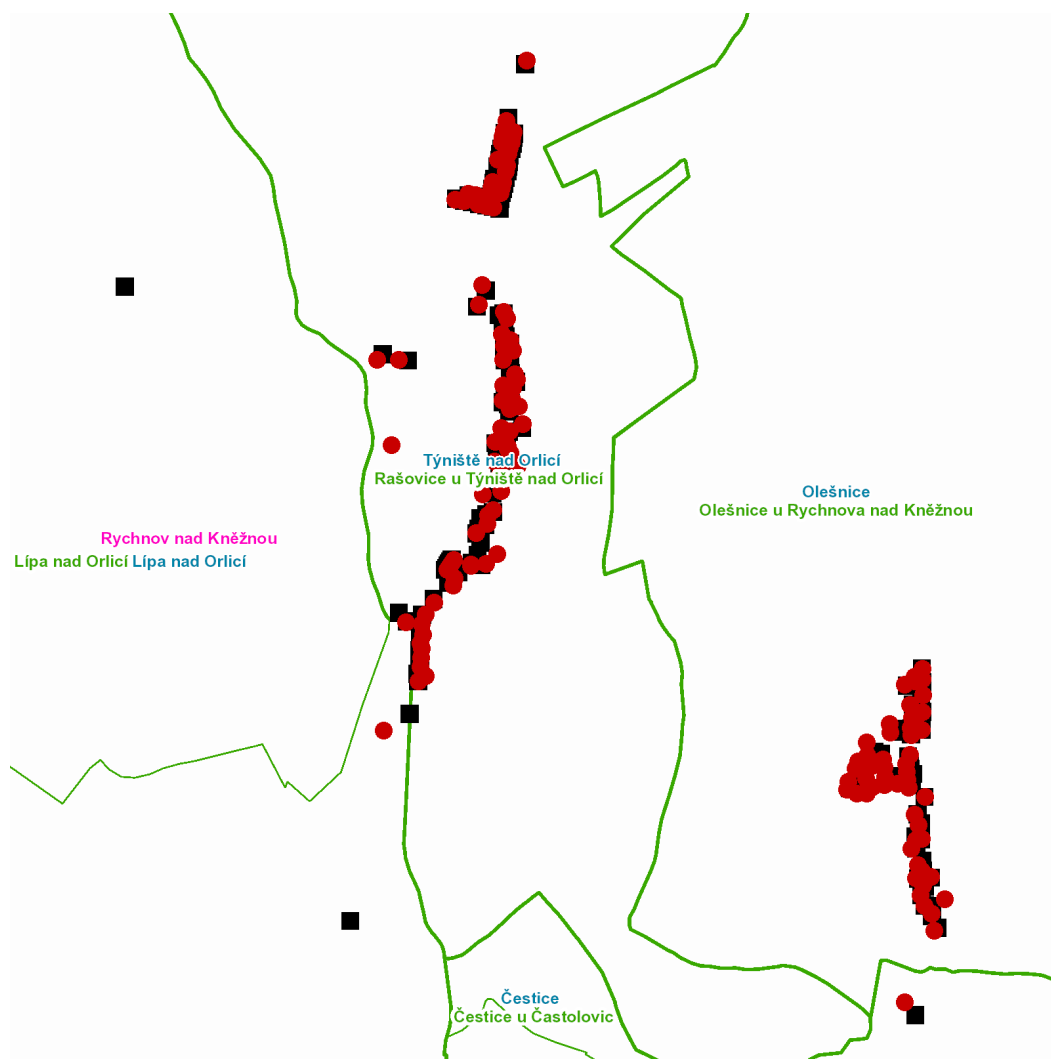 Týniště nad Orlicí
Rašovice u Týniště nad Orlicí
Olešnice
Olešnice u Rychnova nad Kněžnou
Rychnov nad Kněžnou
Lípa nad Orlicí Lípa nad Orlicí
Čestice
Čestice u Častolovic